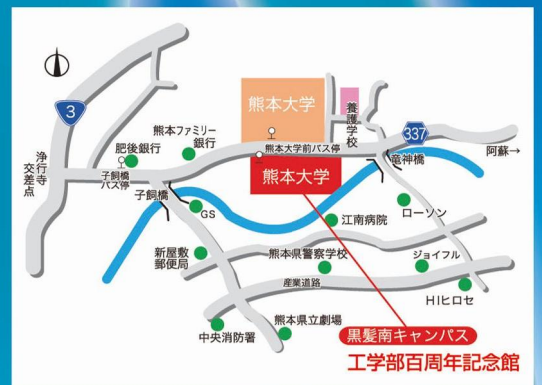 3
熊本大学
養護学校
337
熊本ファミリー
銀行
肥後銀行
熊本大学前バス停
阿蘇→
浄行寺
交差点
子飼橋
バス停
竜神橋
熊本大学
子飼橋
GS
ローソン
江南病院
新屋敷
郵便局
熊本県警察学校
ジョイフル
産業道路
HIヒロセ
中央消防署
熊本県立劇場
黒髪南キャンパス
工学部百周年記念館